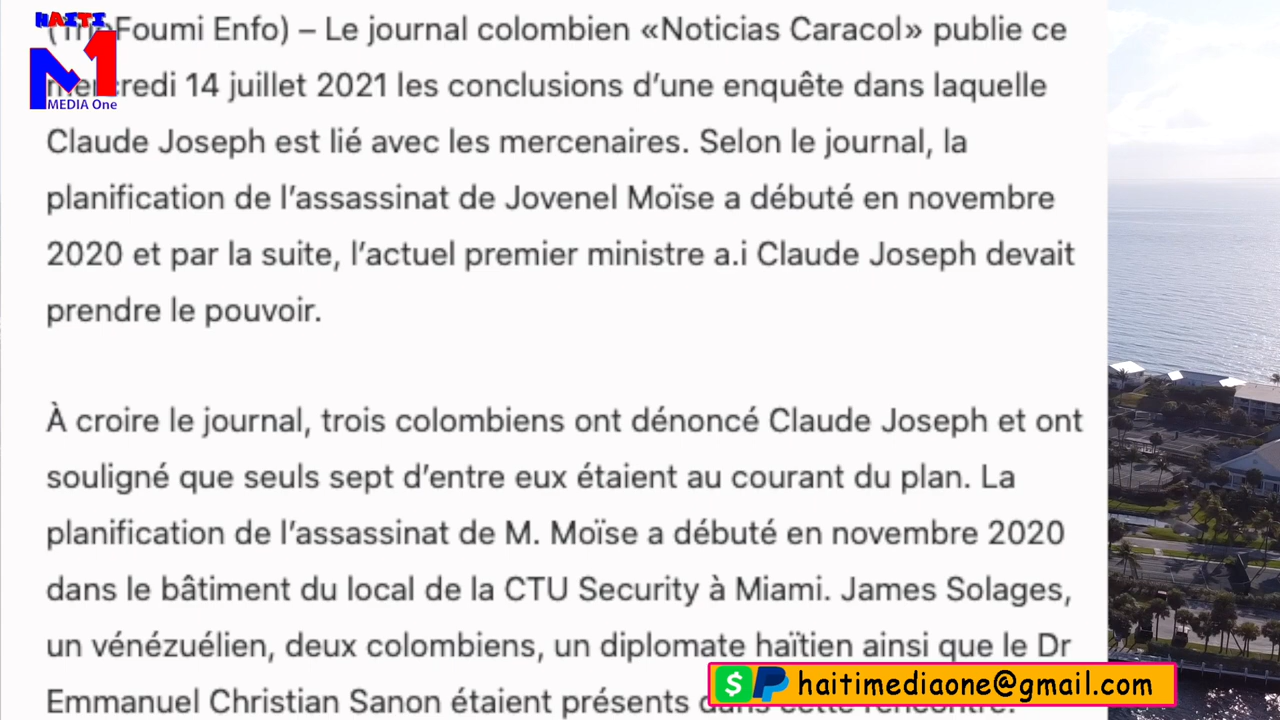 HAITI
M1
MEDIA One
Foumi Enfo) – Le journal colombien «Noticias Caracol» publie ce
mercredi 14 juillet 2021 les conclusions d’une enquête dans laquelle
Claude Joseph est lié avec les mercenaires. Selon le journal, la
planification de l’assassinat de Jovenel Moïse a débuté en novembre
2020 et par la suite, l’actuel premier ministre a.i Claude Joseph devait
prendre le pouvoir.
À croire le journal, trois colombiens ont dénoncé Claude Joseph et ont
souligné que seuls sept d’entre eux étaient au courant du plan. La
planification de l’assassinat de M. Moïse a débuté en novembre 2020
dans le bâtiment du local de la CTU Security à Miami. James Solages,
un vénézuélien, deux colombiens, un diplomate haïtien ainsi que le Dr
Emmanuel Christian Sanon étaient présents dans cette rencontre.
$ P haitimediaone@gmail.com